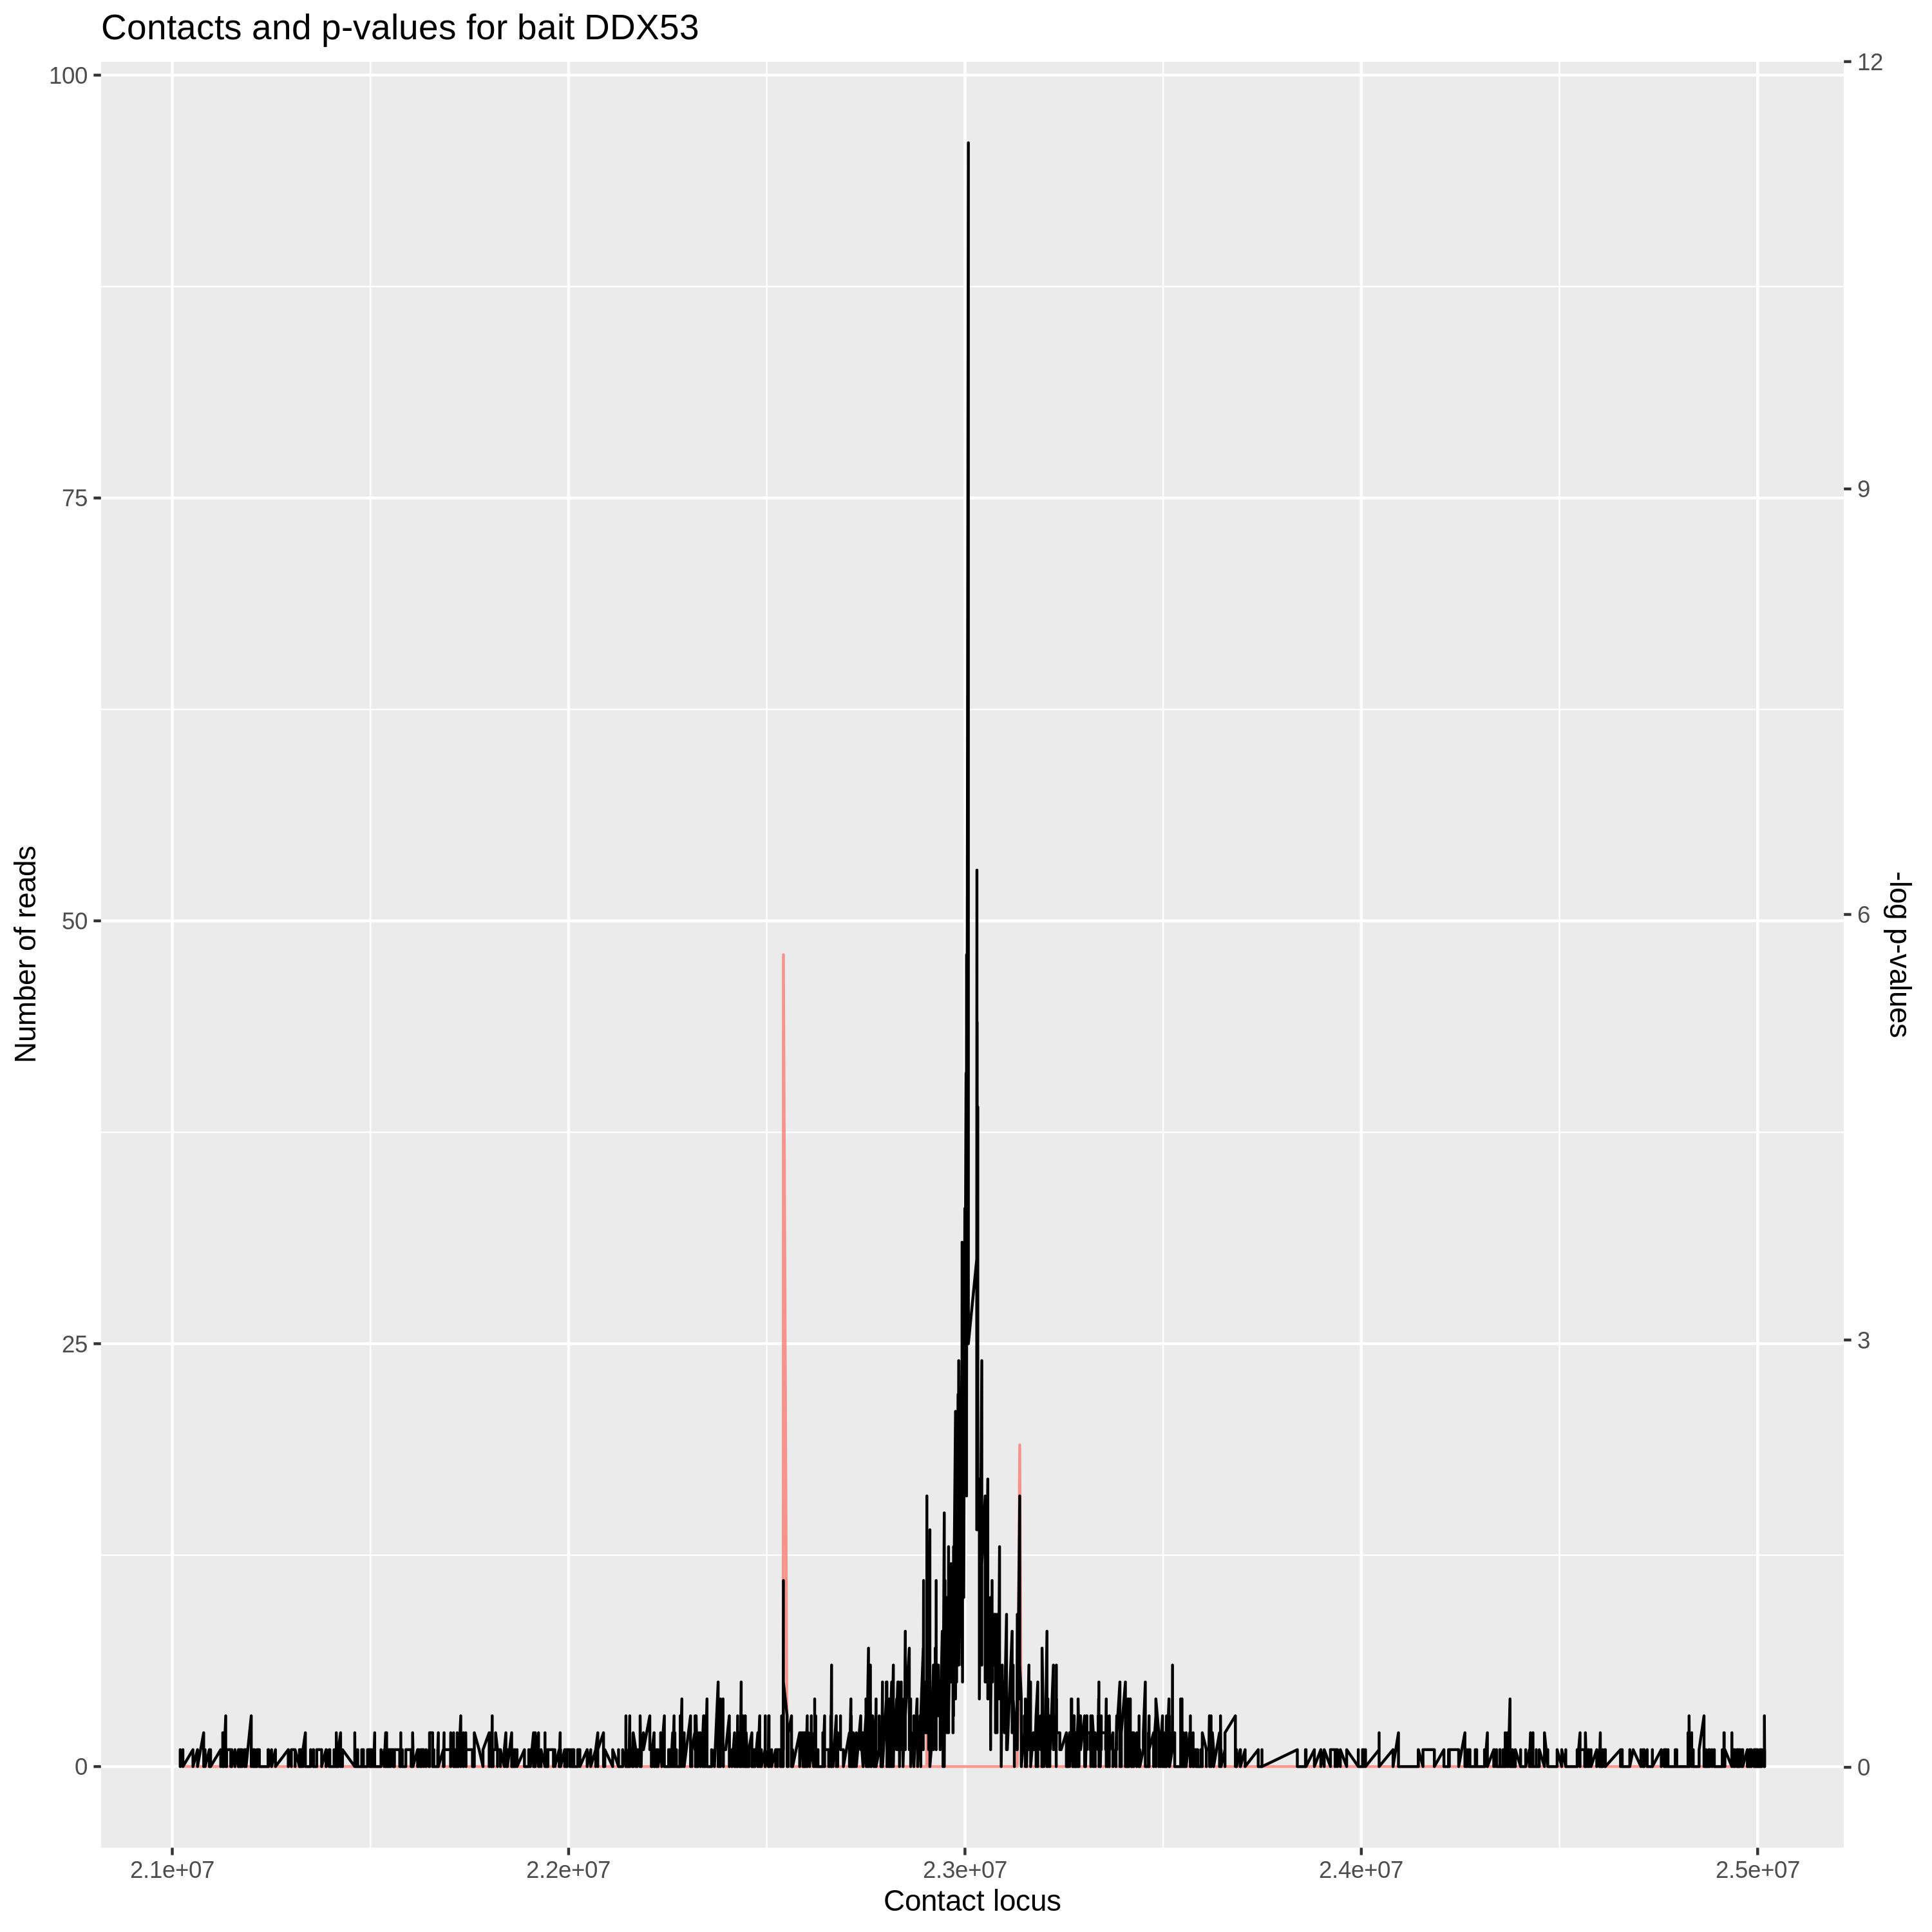 Contacts and p-values for bait DDX53
100
75
50
25
0
Number of reads
12
9
6
3
0
-log p-values
2.1e+07
2.2e+07
2.3e+07
2.4e+07
2.5e+07
Contact locus